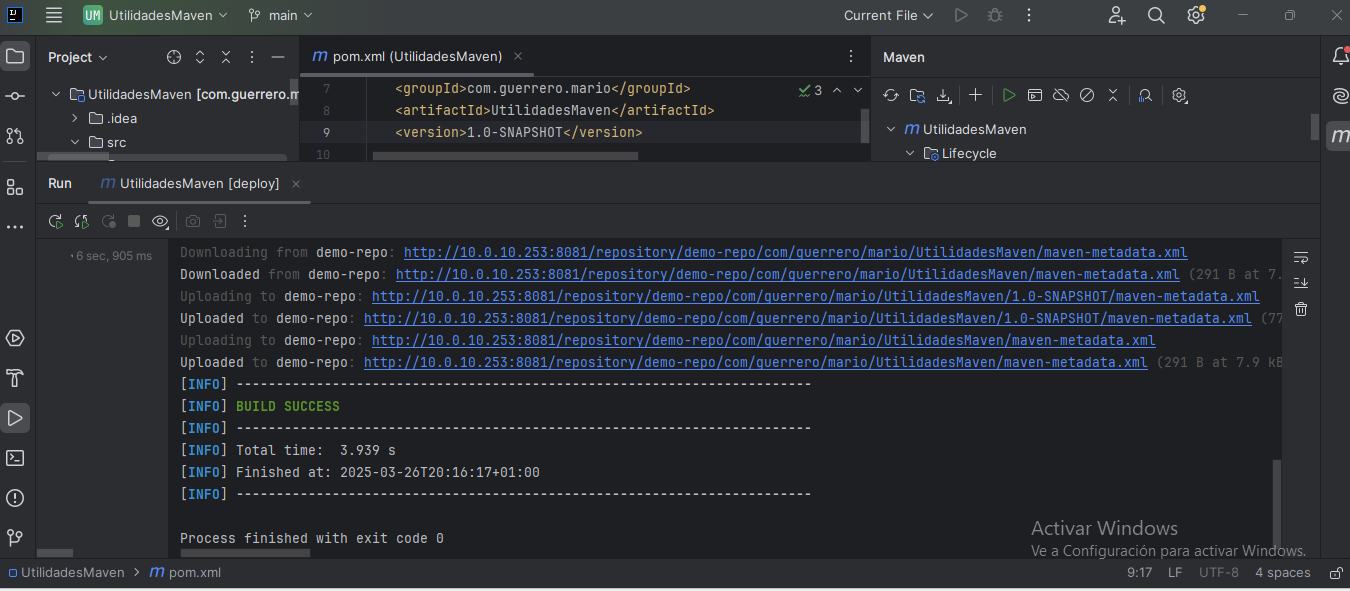 UM UtilidadesMaven main Current File
Project
pom.xml (UtilidadesMaven)
Maven
UtilidadesMaven [com.guerrero.m
.idea
src
7 <groupId>com.guerrero.mario</groupId>
8 <artifactId>UtilidadesMaven</artifactId>
9 <version>1.0-SNAPSHOT</version>
10
3
UtilidadesMaven
Lifecycle
Run UtilidadesMaven [deploy]
6 sec, 905 ms
Downloading from demo-repo: http://10.0.10.253:8081/repository/demo-repo/com/guerrero/mario/UtilidadesMaven/maven-metadata.xml
Downloaded from demo-repo: http://10.0.10.253:8081/repository/demo-repo/com/guerrero/mario/UtilidadesMaven/maven-metadata.xml (291 B at 7.
Uploading to demo-repo: http://10.0.10.253:8081/repository/demo-repo/com/guerrero/mario/UtilidadesMaven/1.0-SNAPSHOT/maven-metadata.xml
Uploaded to demo-repo: http://10.0.10.253:8081/repository/demo-repo/com/guerrero/mario/UtilidadesMaven/1.0-SNAPSHOT/maven-metadata.xml (77
Uploading to demo-repo: http://10.0.10.253:8081/repository/demo-repo/com/guerrero/mario/UtilidadesMaven/maven-metadata.xml
Uploaded to demo-repo: http://10.0.10.253:8081/repository/demo-repo/com/guerrero/mario/UtilidadesMaven/maven-metadata.xml (291 B at 7.9 kB
[INFO] ------------------------------------------------------------------------
[INFO] BUILD SUCCESS
[INFO] ------------------------------------------------------------------------
[INFO] Total time:  3.939 s
[INFO] Finished at: 2025-03-26T20:16:17+01:00
[INFO] ------------------------------------------------------------------------
Process finished with exit code 0
Activar Windows
Ve a Configuración para activar Windows.
UtilidadesMaven > pom.xml
9:17 LF UTF-8 4 spaces